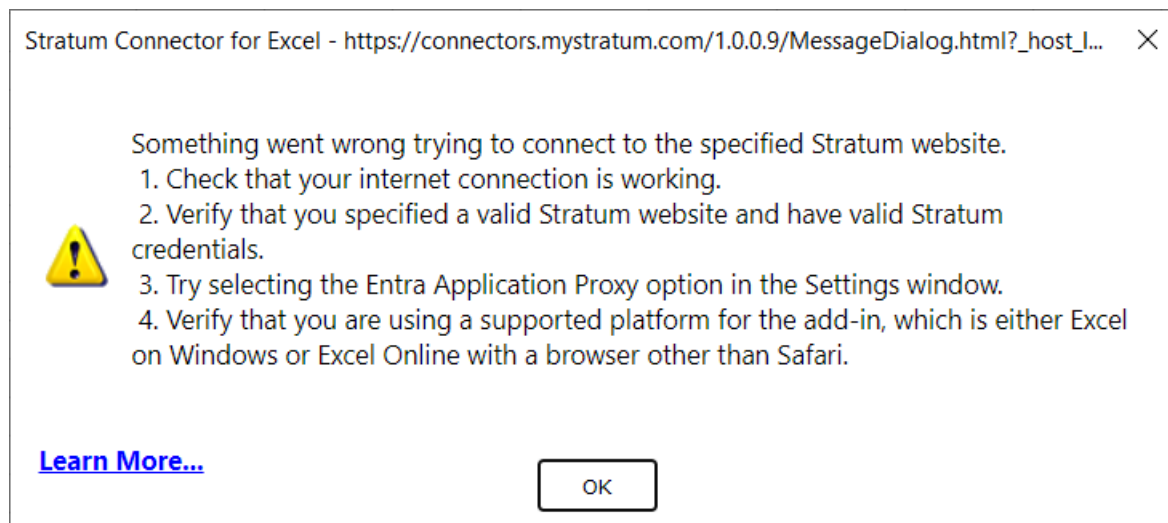 Stratum Connector for Excel - https://connectors.mystratum.com/1.0.0.9/MessageDialog.html?_host_I...
Something went wrong trying to connect to the specified Stratum website.
1. Check that your internet connection is working.
2. Verify that you specified a valid Stratum website and have valid Stratum
credentials.
3. Try selecting the Entra Application Proxy option in the Settings window.
4. Verify that you are using a supported platform for the add-in, which is either Excel
on Windows or Excel Online with a browser other than Safari.
Learn More...
OK